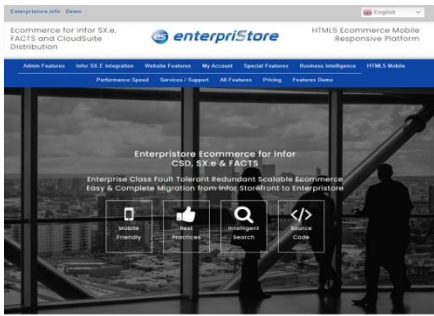 Enterpristore.info Demo
English
Ecommerce for Infor SX.e,
FACTS and CloudSuite
Distribution
es enterpriStore
HTML5 Ecommerce Mobile
Responsive Platform
Admin Features Infor SX.E Integration Website Features My Account Special Features Business Intelligence HTML5 Mobile
Performance Speed Services / Support All Features Pricing Features Demo
Enterpristore Ecommerce for Infor
CSD, SX.e & FACTS
Enterprise Class Fault Tolerant Redundant Scalable Ecommerce
Easy & Complete Migration from Infor Storefront to Enterpristore
Mobile
Friendly
Best
Practices
Intelligent
Search
</>
Source
Code